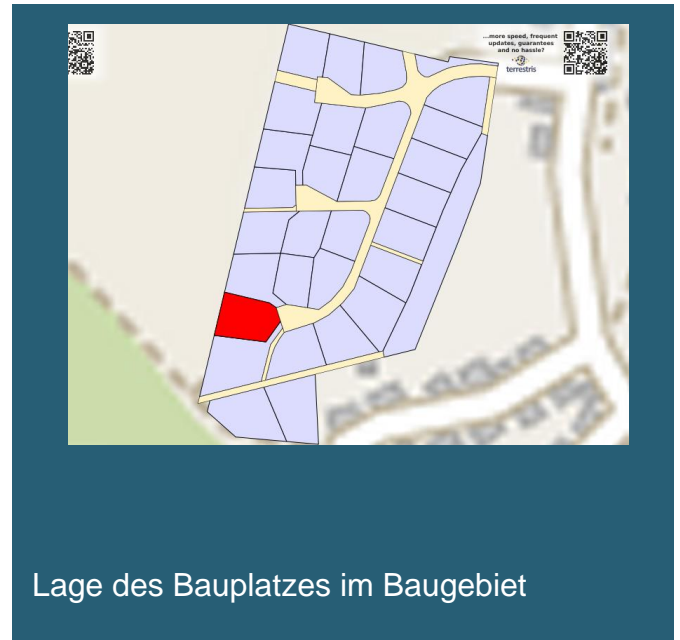 ...more speed, frequent
updates, guarantees
and no hassle?
terrestris
Lage des Bauplatzes im Baugebiet